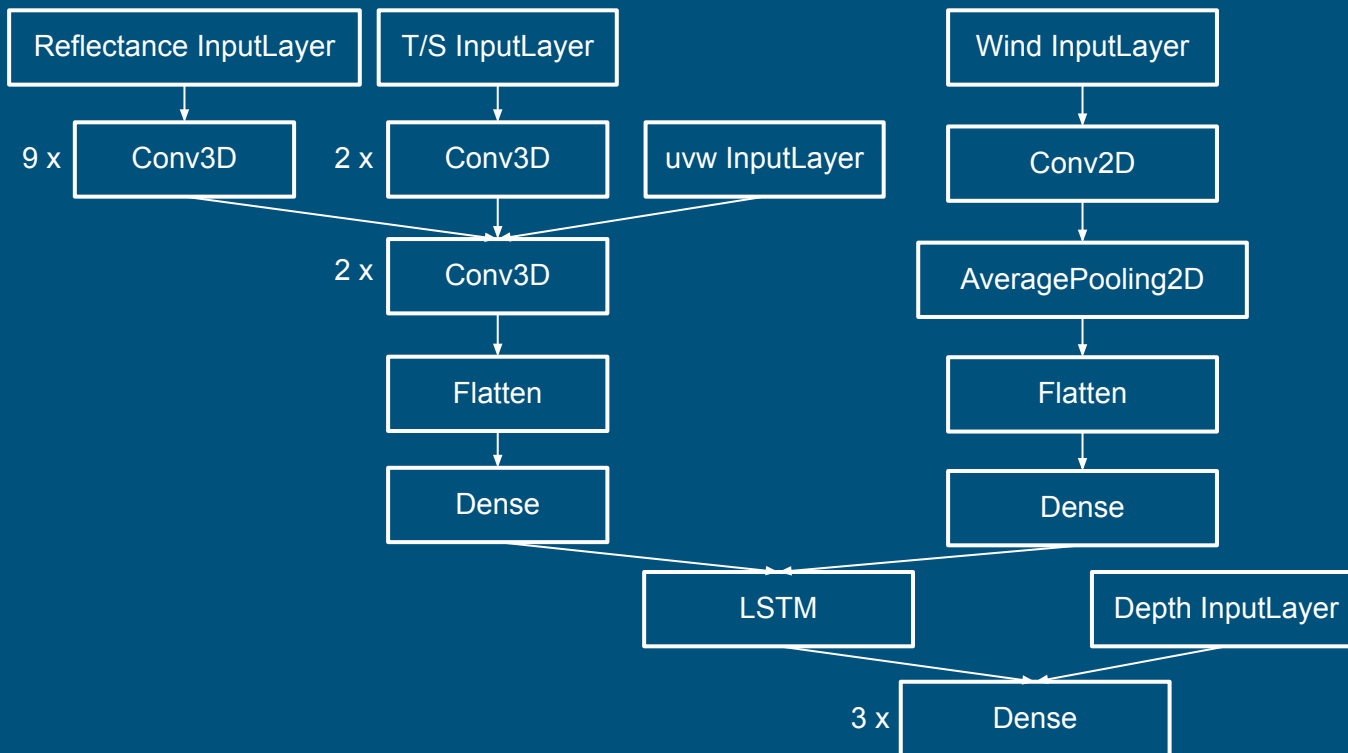 Reflectance InputLayer
T/S InputLayer
Wind InputLayer
9 x
Conv3D
2 x
Conv3D
uvw InputLayer
Conv2D
2 x
Conv3D
AveragePooling2D
Flatten
Flatten
Dense
Dense
LSTM
Depth InputLayer
3 x
Dense